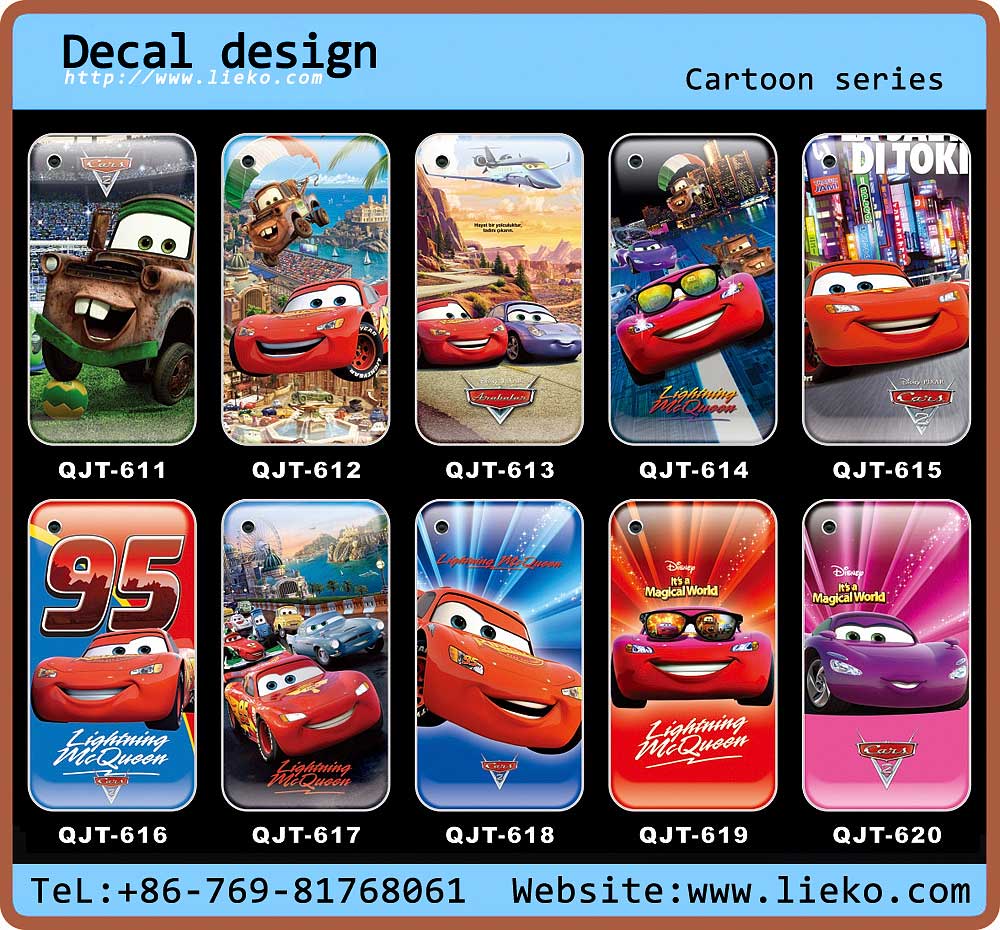 Decal design
http://www.lieko.com
Cartoon series
Cars
2
Hayat bir yolculuktur,
tadını çıkarın.
Arabalar
Lightning
McQueen
DI TOKI
Disney PIXAR
Cars
2
QJT-611
QJT-612
QJT-613
QJT-614
QJT-615
95
Lightning
McQueen
Cars
2
95
Lightning
McQueen
Lightning McQueen
95
Cars
2
Disney
It's a
Magical World
Lightning
McQueen
Disney
It's a
Magical World
Cars
2
QJT-616
QJT-617
QJT-618
QJT-619
QJT-620
TeL:+86-769-81768061
Website:www.lieko.com